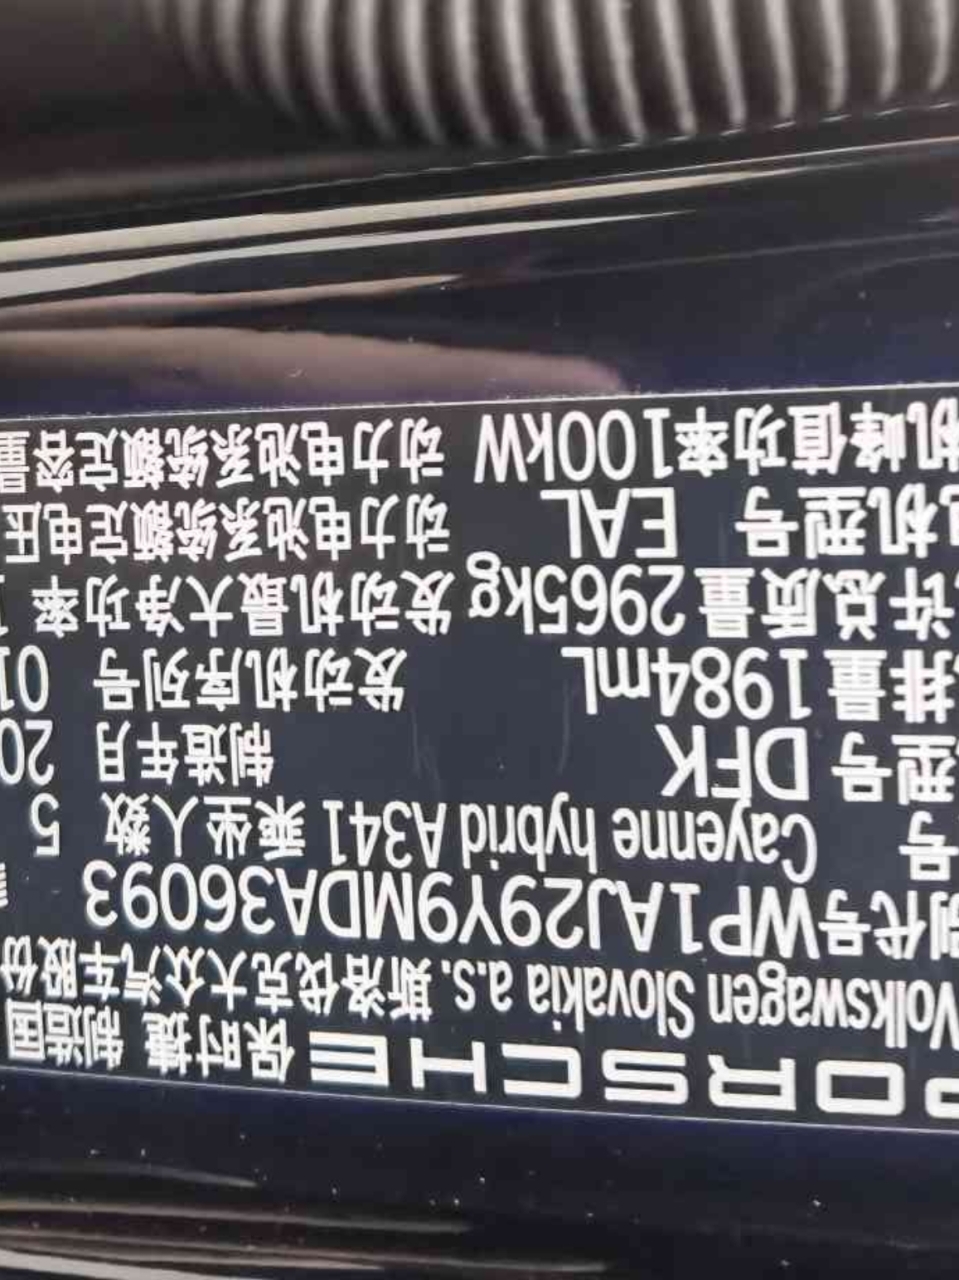 PORSCHE 保时捷 制造国
Volkswagen Slovakia a.s. 斯洛伐克大众汽车股份
别代号WP1AJ29Y9MDA36093
号 Cayenne hybrid A341 乘坐人数 5
型号 DFK 制造年月 20
排量1984mL 发动机序列号 01
许总质量2965kg 发动机最大净功率 1
电机型号 EAL 动力电池系统额定电压
机峰值功率100kW 动力电池系统额定容量